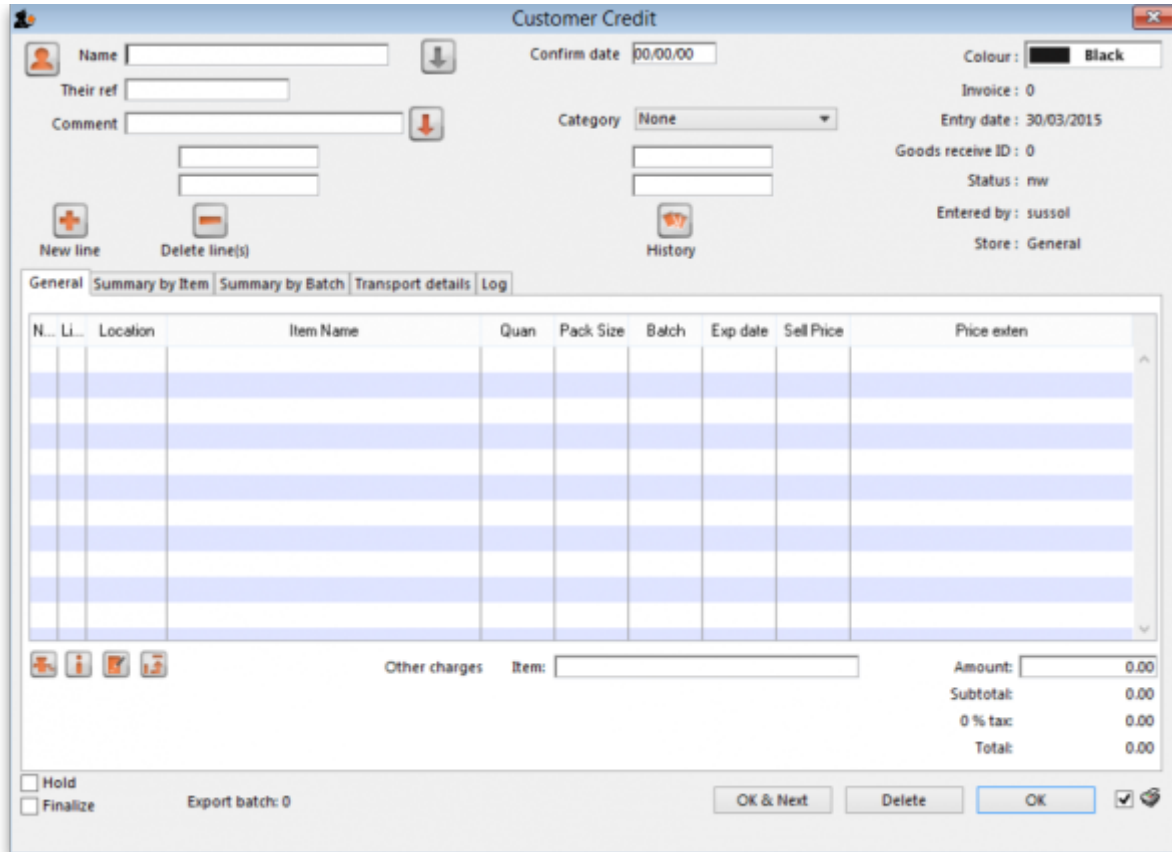 Customer Credit
Name
Confirm date 00/00/00
Colour: Black
Their ref
Invoice: 0
Comment
Category None
Entry date: 30/03/2015
Goods receive ID: 0
Status: nw
Entered by: sussol
New line
Delete line(s)
History
Store: General
General Summary by Item Summary by Batch Transport details Log
N... Li... Location Item Name Quan Pack Size Batch Exp date Sell Price Price exten
Other charges Item: Amount: 0.00
Subtotal: 0.00
0 % tax: 0.00
Total: 0.00
Hold
Finalize
Export batch: 0
OK & Next
Delete
OK